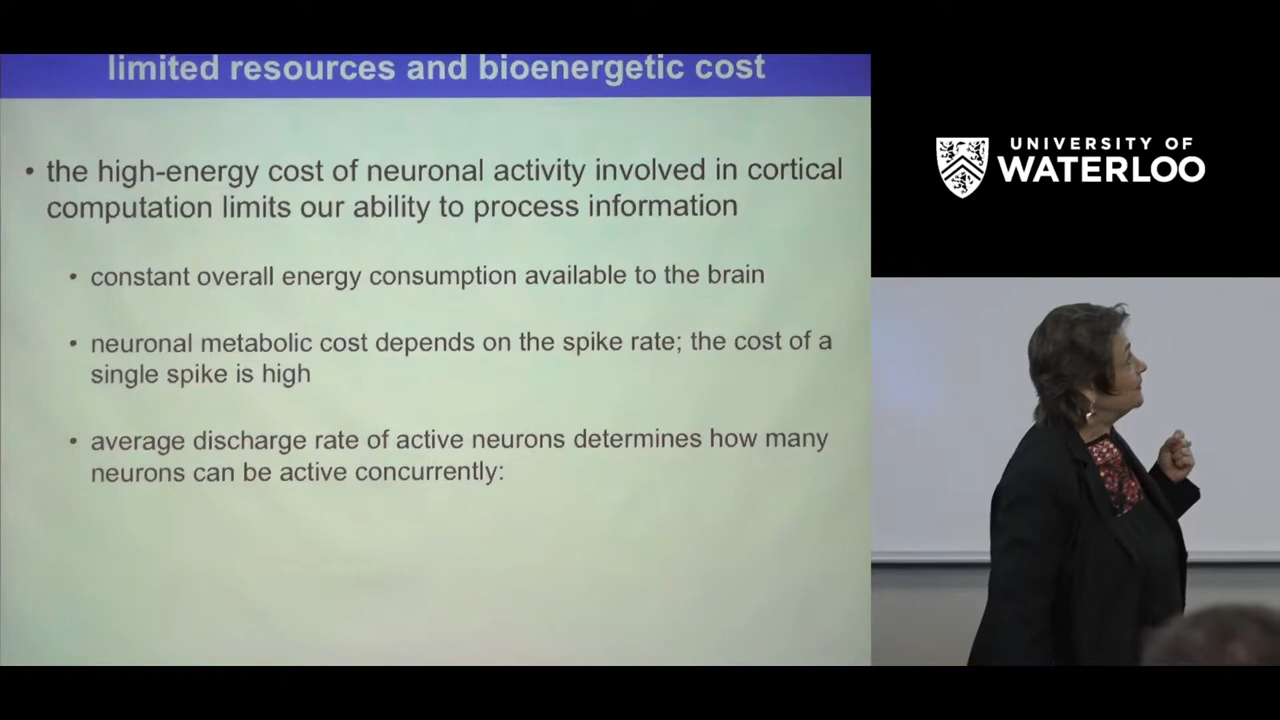 limited resources and bioenergetic cost
• the high-energy cost of neuronal activity involved in cortical
computation limits our ability to process information
• constant overall energy consumption available to the brain
• neuronal metabolic cost depends on the spike rate; the cost of a
single spike is high
• average discharge rate of active neurons determines how many
neurons can be active concurrently:
UNIVERSITY OF
WATERLOO